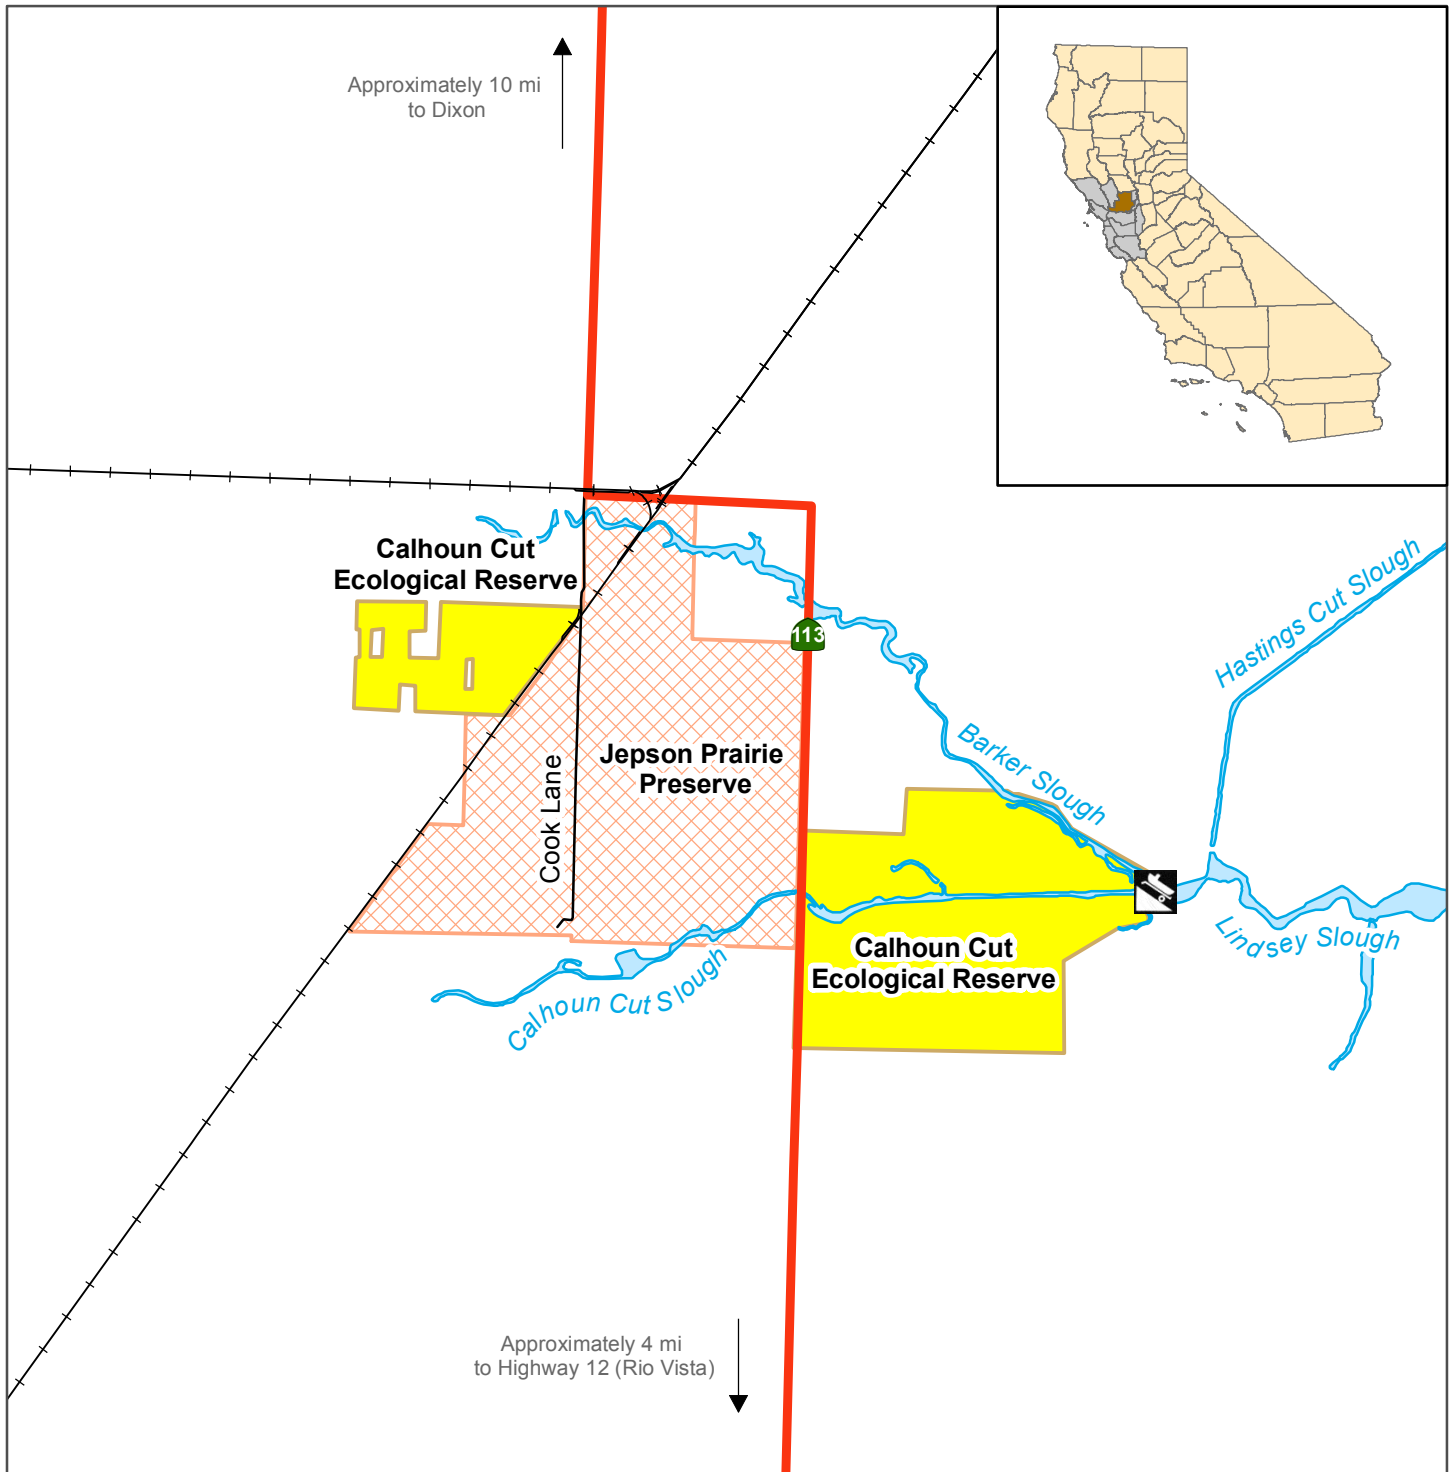 Approximately 10 mi
to Dixon
Calhoun Cut
Ecological Reserve
113
Hastings Cut Slough
Jepson Prairie
Preserve
Barker Slough
Cook Lane
Calhoun Cut Slough
Calhoun Cut
Ecological Reserve
Lindsey Slough
Approximately 4 mi
to Highway 12 (Rio Vista)